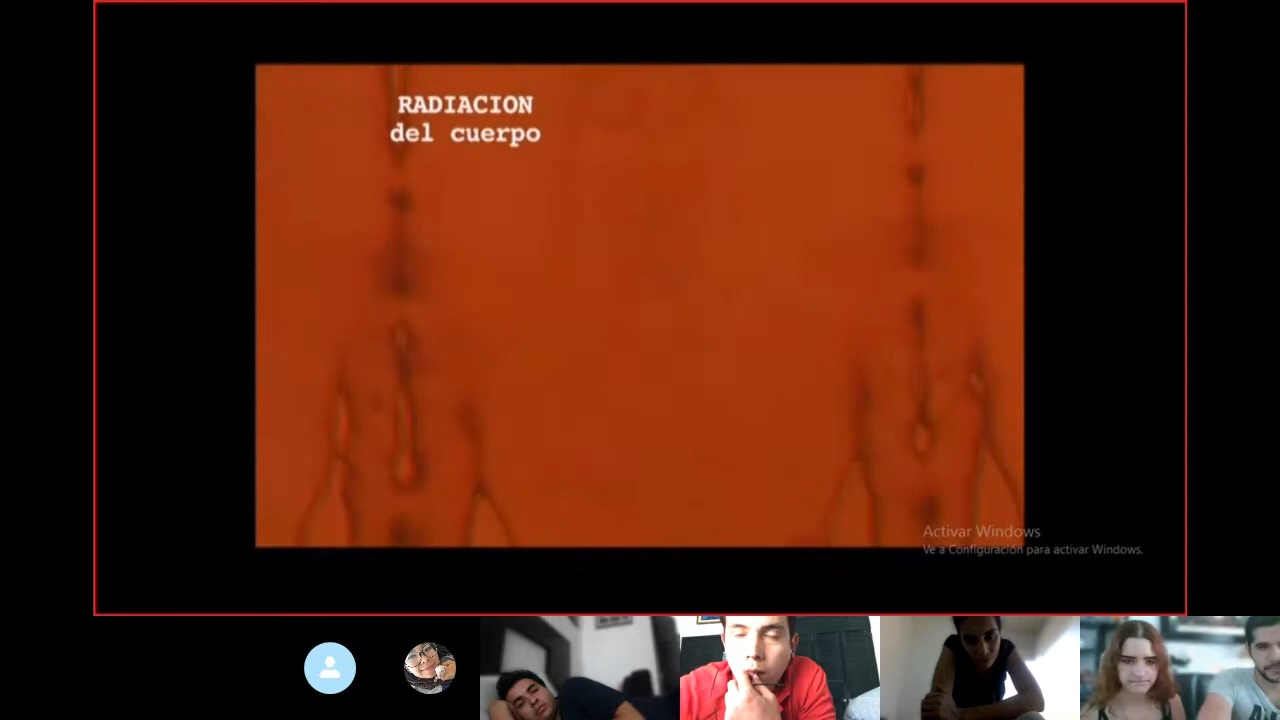 RADIACION
del cuerpo
Activar Windows
Ve a Configuración para activar Windows.